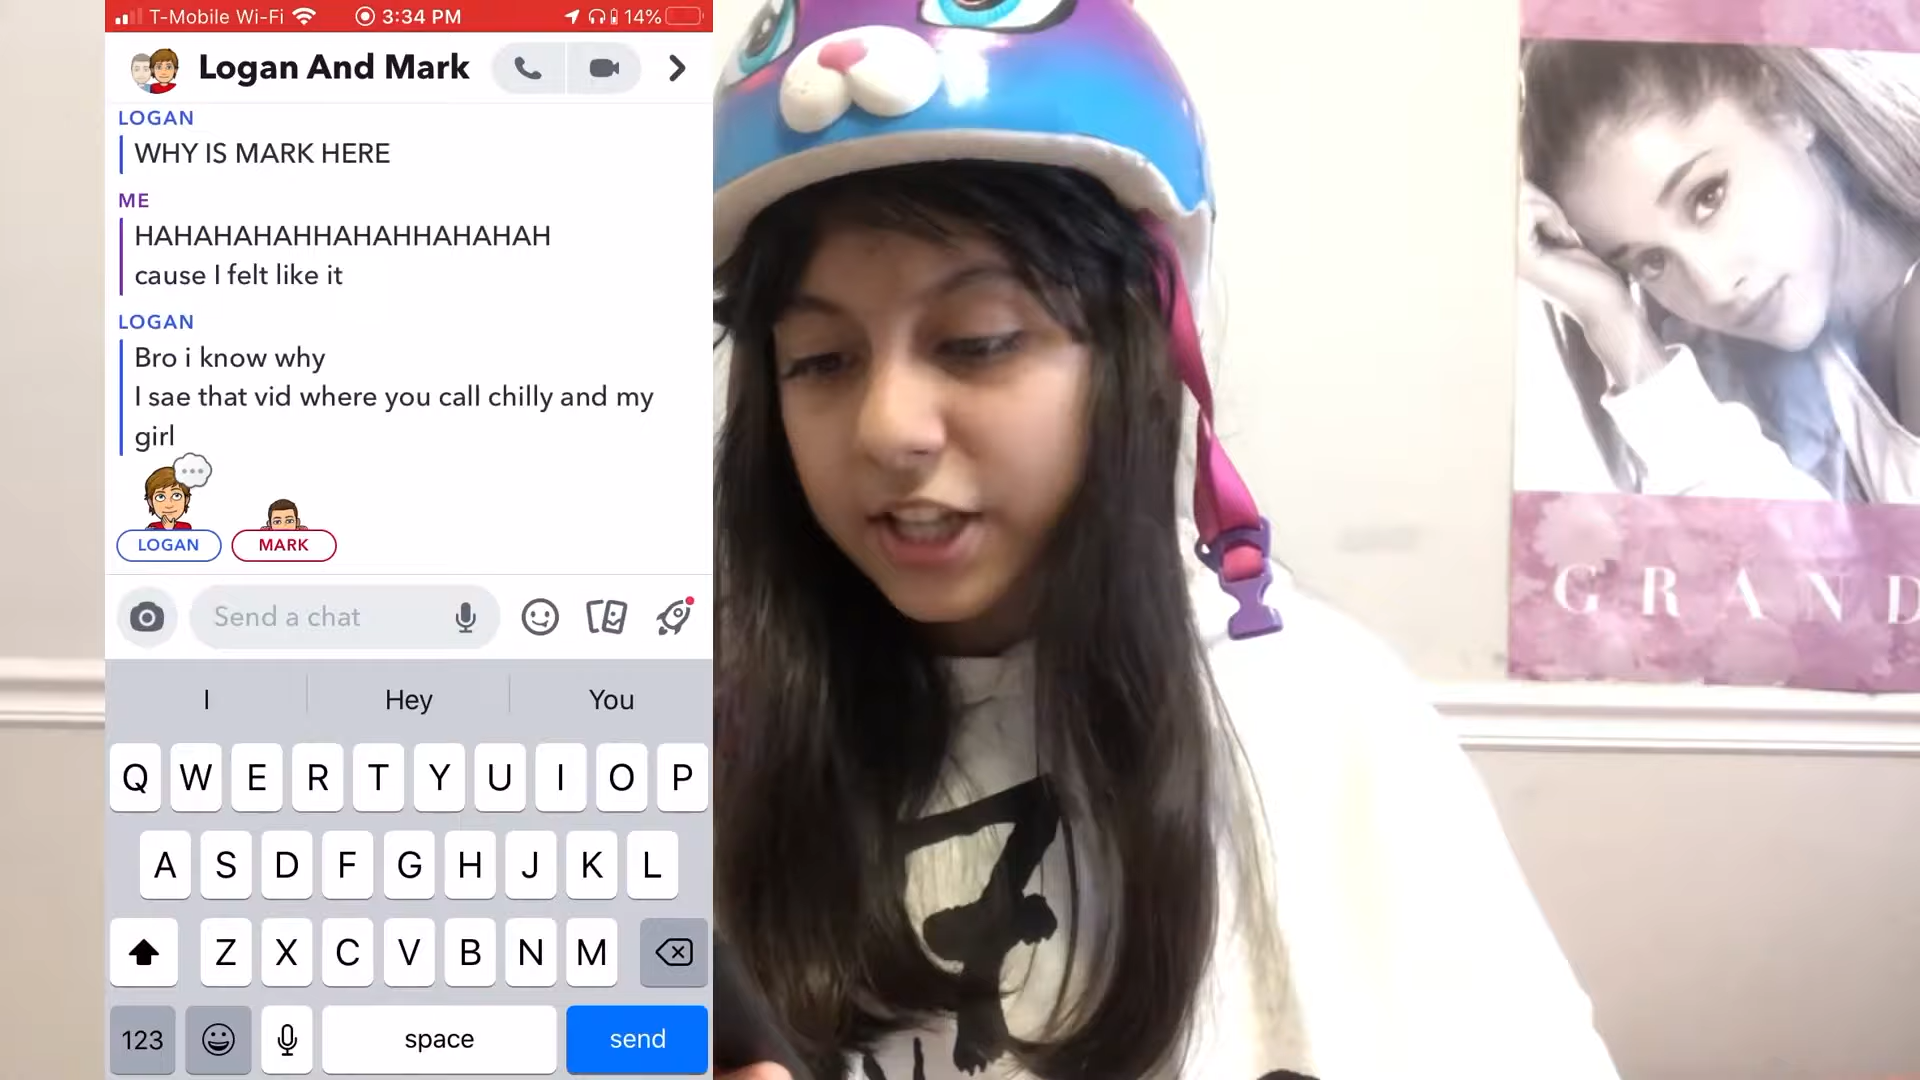 T-Mobile Wi-Fi 3:34 PM 14%
Logan And Mark
LOGAN
WHY IS MARK HERE
ME
HAHAHAHAHHAHAHHAHAHAH
cause I felt like it
LOGAN
Bro i know why
I sae that vid where you call chilly and my
girl
LOGAN MARK
Send a chat
I Hey You
Q W E R T Y U I O P
A S D F G H J K L
Z X C V B N M
123 space send
GRAND